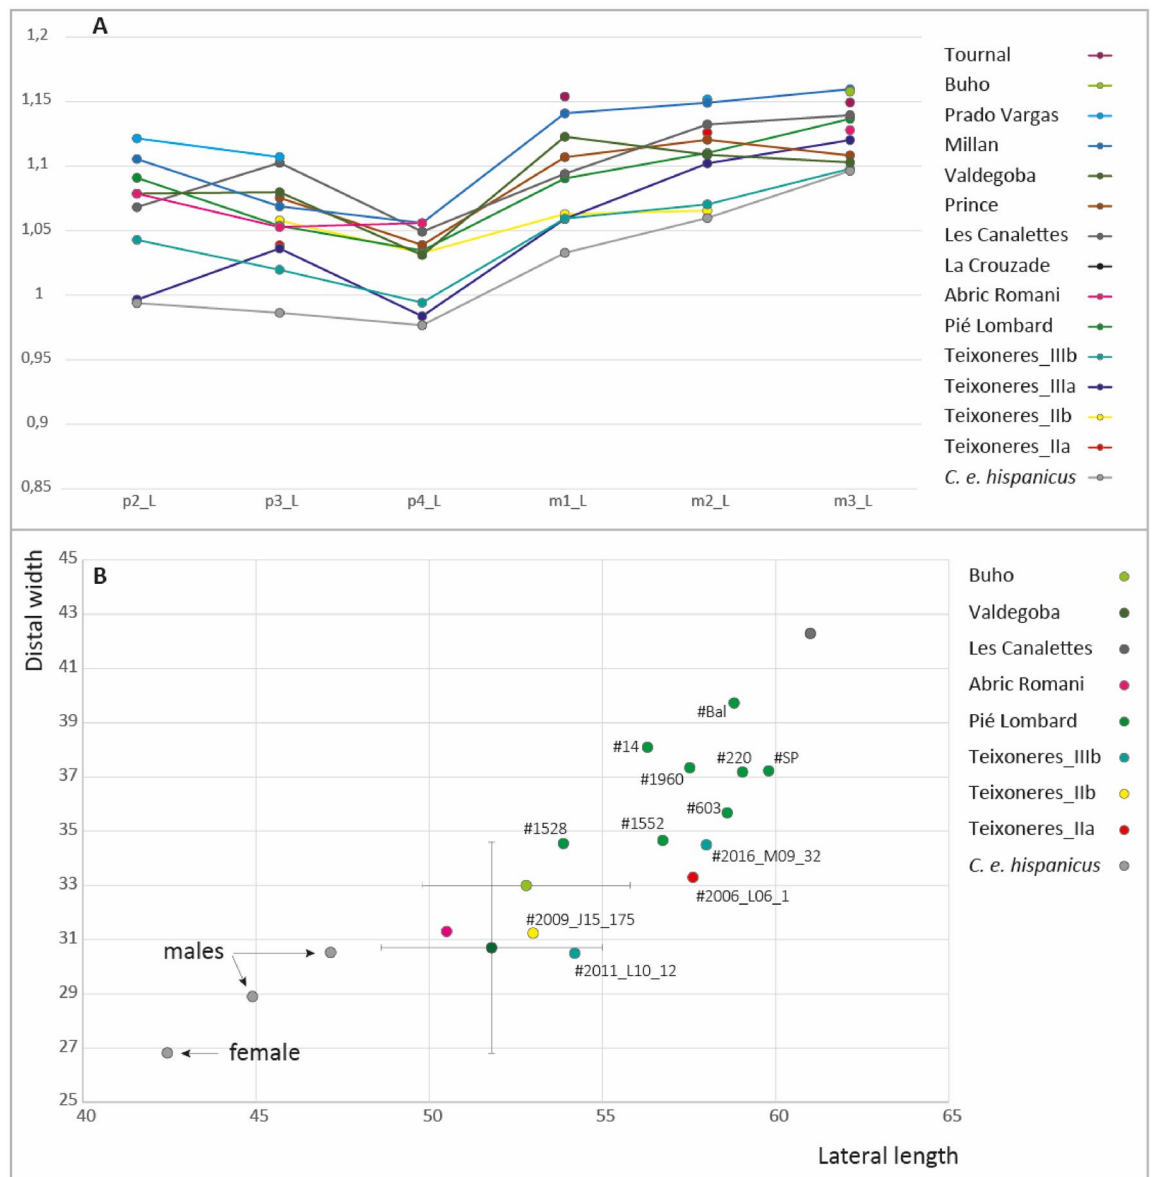 A
1,2
1,15
1,1
1,05
1
0,95
0,9
0,85
p2_L p3_L p4_L m1_L m2_L m3_L
Tournal
Buho
Prado Vargas
Millan
Valdegoba
Prince
Les Canalettes
La Crouzade
Abric Romani
Pié Lombard
Teixoneres_IIIb
Teixoneres_IIIa
Teixoneres_IIb
Teixoneres_IIa
C. e. hispanicus
B
Distal width
45
43
41
39
37
35
33
31
29
27
25
40 45 50 55 60 65
Lateral length
#Bal
#14
#220 #SP
#1960
#603
#1552
#1528
#2016_M09_32
#2006_L06_1
#2009_J15_175
#2011_L10_12
males
female
Buho
Valdegoba
Les Canalettes
Abric Romani
Pié Lombard
Teixoneres_IIIb
Teixoneres_IIb
Teixoneres_IIa
C. e. hispanicus